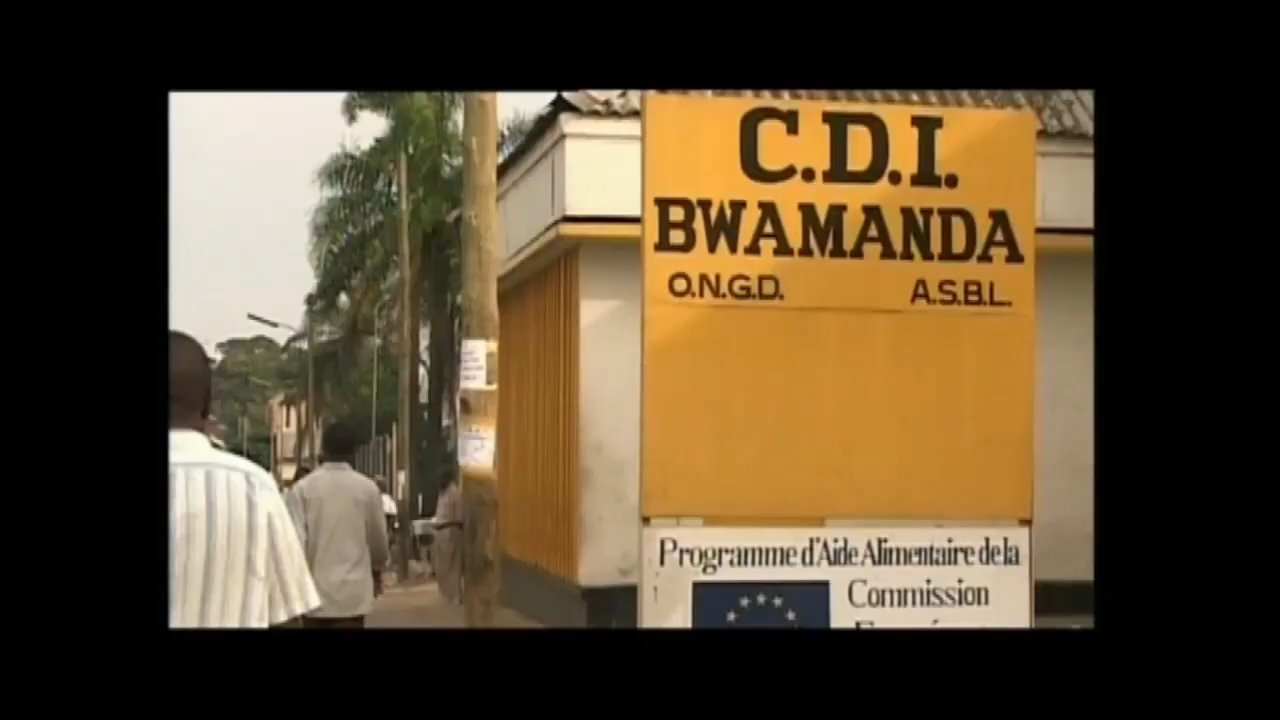 C.D.I.
BWAMANDA
O.N.G.D. A.S.B.L.
Programme d'Aide Alimentaire de la
Commission